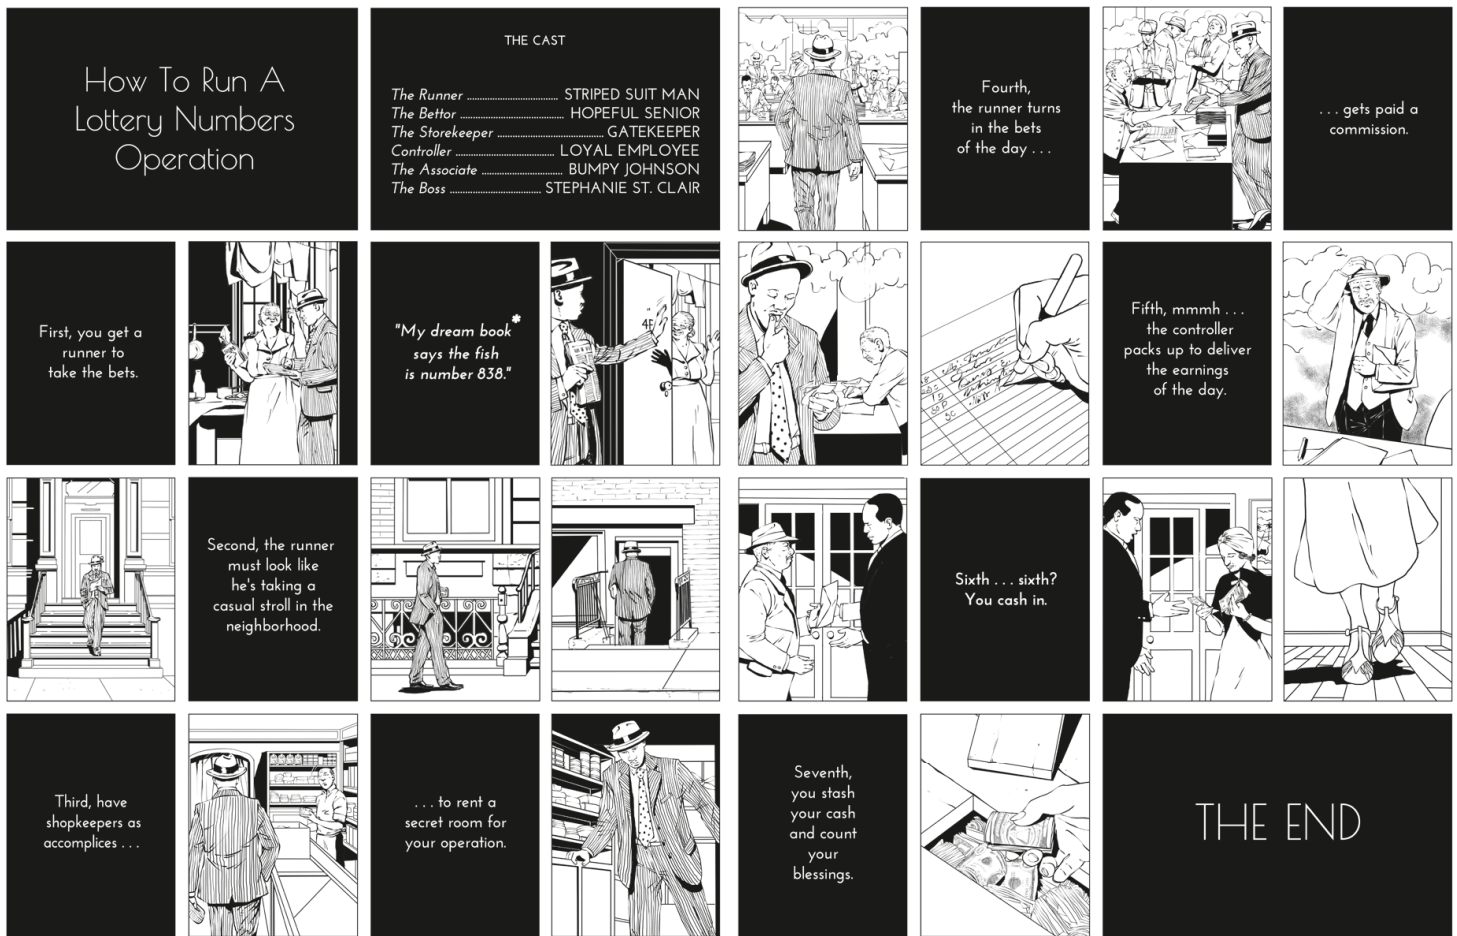 How To Run A
Lottery Numbers
Operation
THE CAST
The Runner ........................... STRIPED SUIT MAN
The Bettor ............................... HOPEFUL SENIOR
The Storekeeper ................................ GATEKEEPER
Controller .............................. LOYAL EMPLOYEE
The Associate ........................ BUMPY JOHNSON
The Boss ........................... STEPHANIE ST. CLAIR
First, you get a
runner to
take the bets.
"My dream book*
says the fish
is number 838."
Second, the runner
must look like
he's taking a
casual stroll in the
neighborhood.
Third, have
shopkeepers as
accomplices . . .
. . . to rent a
secret room for
your operation.
Fourth,
the runner turns
in the bets
of the day . . .
. . . gets paid a
commission.
Fifth, mmmh . . .
the controller
packs up to deliver
the earnings
of the day.
Sixth . . . sixth?
You cash in.
Seventh,
you stash
your cash
and count
your
blessings.
THE END